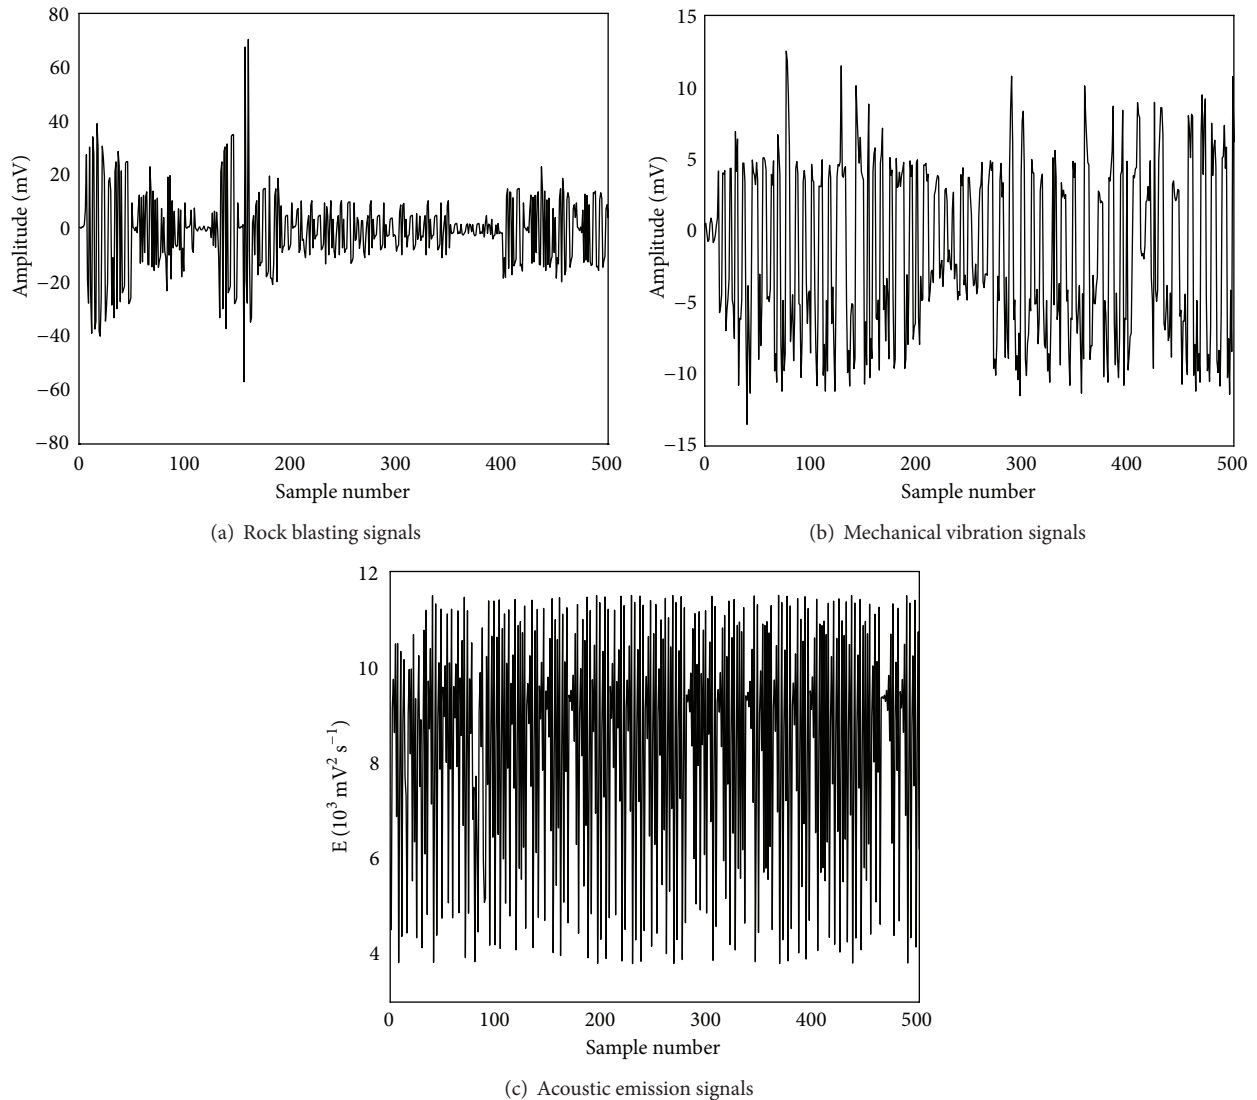 80
60
40
20
0
−20
−40
−60
−80
Amplitude (mV)
0 100 200 300 400 500
Sample number
(a) Rock blasting signals
15
10
5
0
−5
−10
−15
Amplitude (mV)
0 100 200 300 400 500
Sample number
(b) Mechanical vibration signals
12
10
8
6
4
E (10³ mV² s⁻¹)
0 100 200 300 400 500
Sample number
(c) Acoustic emission signals